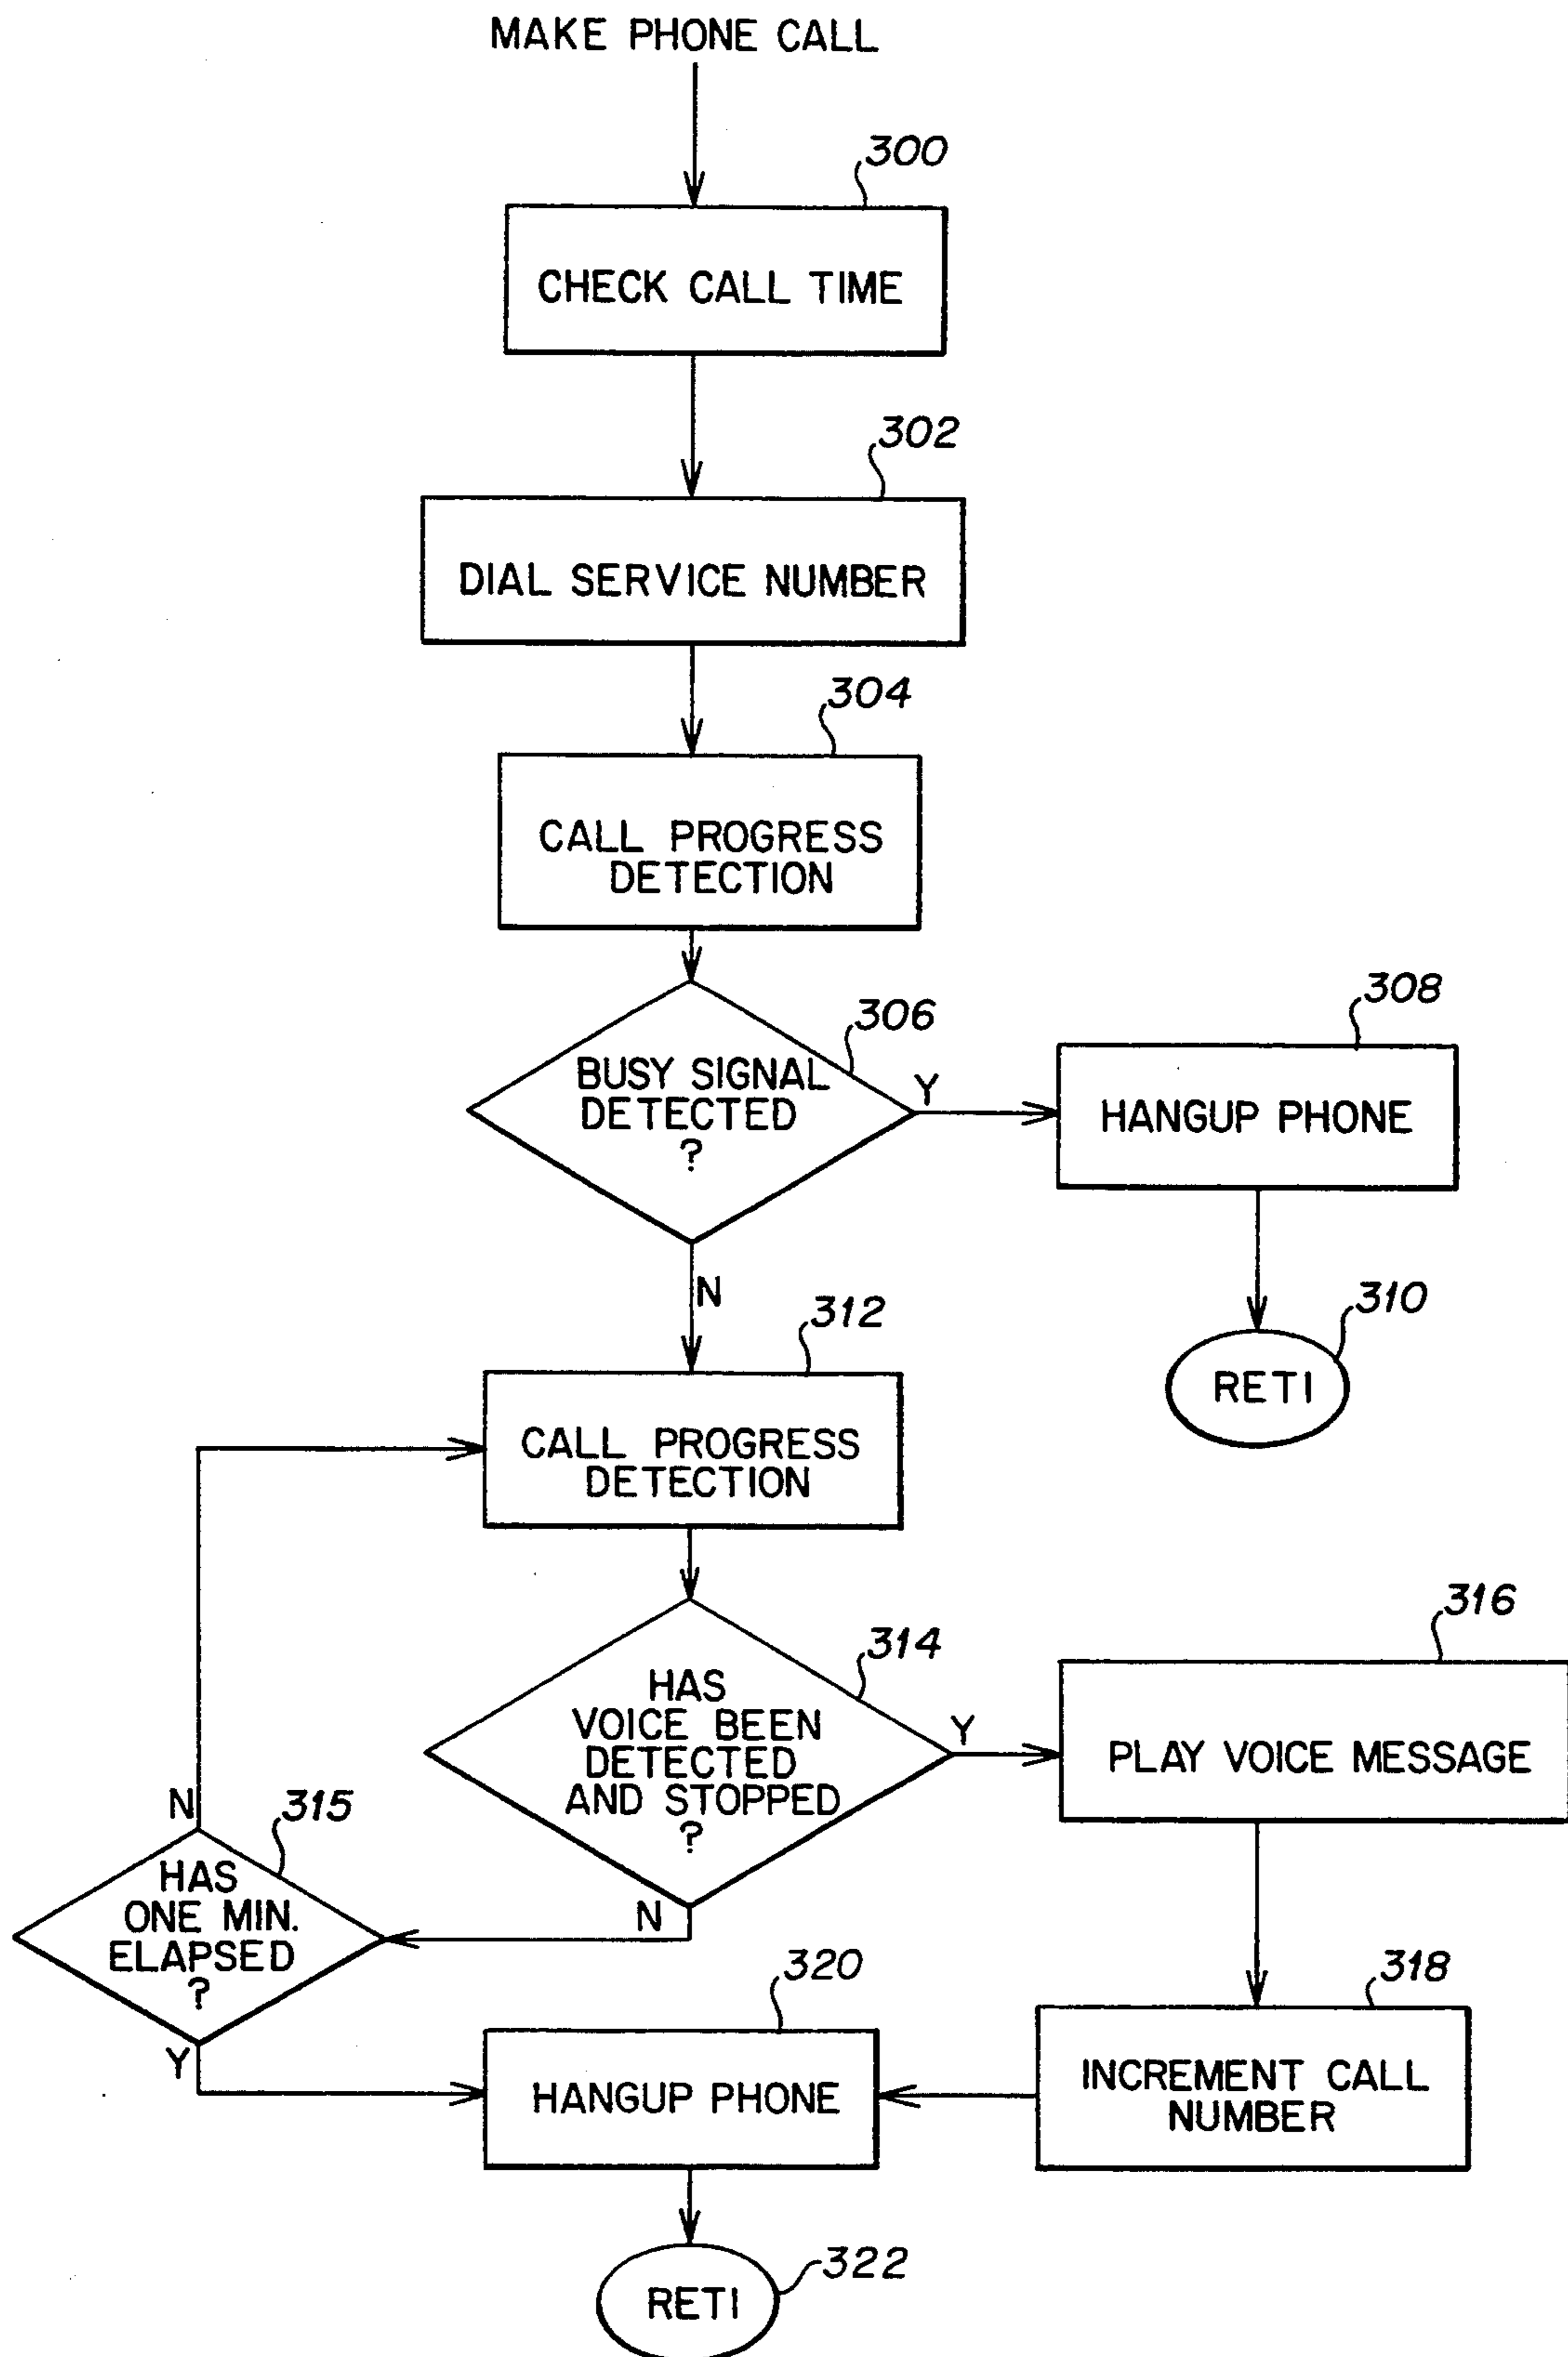 MAKE PHONE CALL
300
CHECK CALL TIME
302
DIAL SERVICE NUMBER
304
CALL PROGRESS
DETECTION
306
BUSY SIGNAL
DETECTED
?
Y
308
HANGUP PHONE
310
RETI
N
312
CALL PROGRESS
DETECTION
314
HAS
VOICE BEEN
DETECTED
AND STOPPED
?
Y
316
PLAY VOICE MESSAGE
N
N
315
HAS
ONE MIN.
ELAPSED
?
Y
318
INCREMENT CALL
NUMBER
320
HANGUP PHONE
322
RETI